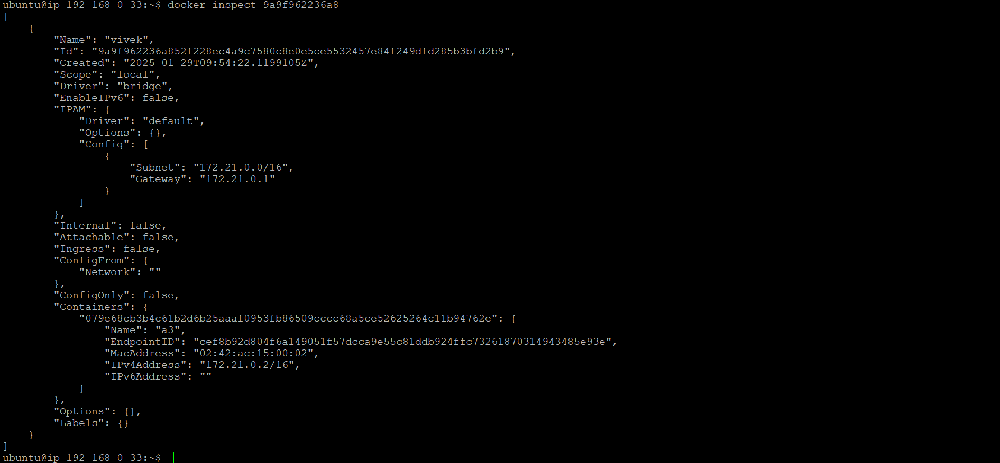 ubuntu@ip-192-168-0-33:~$ docker inspect 9a9f962236a8
[
    {
        "Name": "vivek",
        "Id": "9a9f962236a852f228ec4a9c7580c8e0e5ce5532457e84f249dfd285b3bfd2b9",
        "Created": "2025-01-29T09:54:22.1199105Z",
        "Scope": "local",
        "Driver": "bridge",
        "EnableIPv6": false,
        "IPAM": {
            "Driver": "default",
            "Options": {},
            "Config": [
                {
                    "Subnet": "172.21.0.0/16",
                    "Gateway": "172.21.0.1"
                }
            ]
        },
        "Internal": false,
        "Attachable": false,
        "Ingress": false,
        "ConfigFrom": {
            "Network": ""
        },
        "ConfigOnly": false,
        "Containers": {
            "079e68cb3b4c61b2d6b25aaaf0953fb86509cccc68a5ce52625264c11b94762e": {
                "Name": "a3",
                "EndpointID": "cef8b92d804f6a149051f57dcca9e55c81ddb924ffc73261870314943485e93e",
                "MacAddress": "02:42:ac:15:00:02",
                "IPv4Address": "172.21.0.2/16",
                "IPv6Address": ""
            }
        },
        "Options": {},
        "Labels": {}
    }
]
ubuntu@ip-192-168-0-33:~$